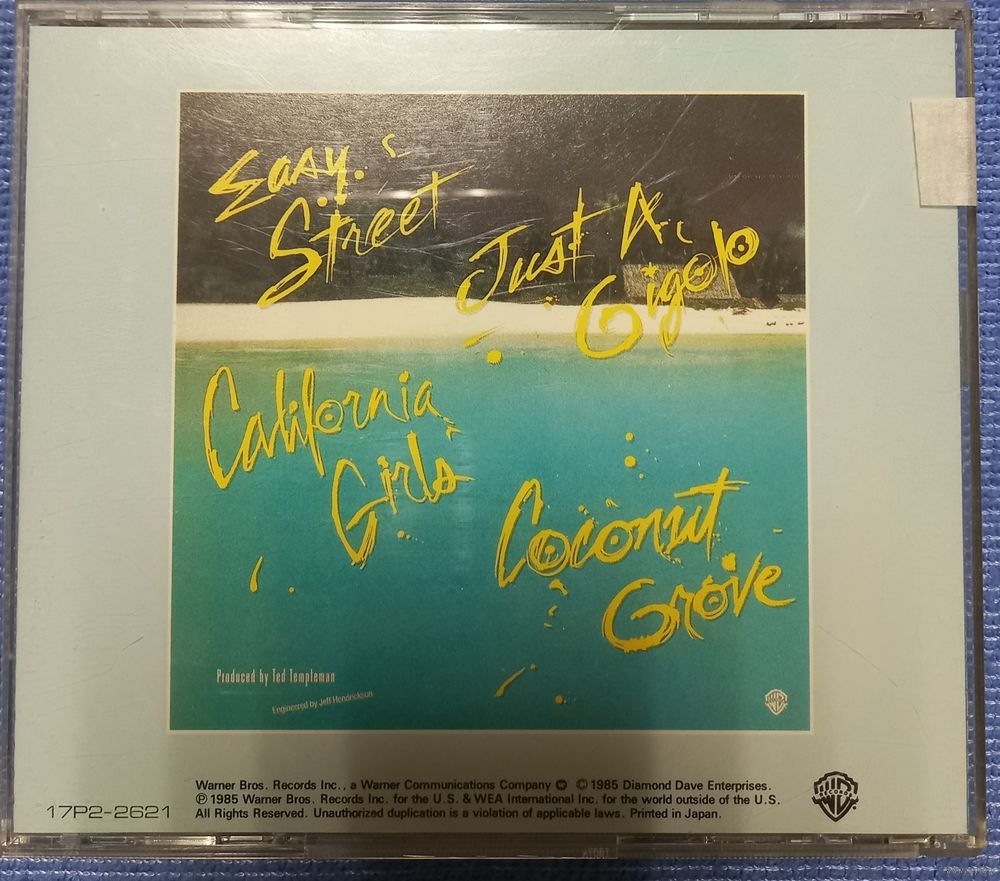 Easy
Street
Just A
Gigolo
California
Girls
Coconut
Grove
Produced by Ted Templeman
Engineered by Jeff Hendrickson
Warner Bros. Records Inc., a Warner Communications Company Ⓦ © 1985 Diamond Dave Enterprises.
℗ 1985 Warner Bros. Records Inc. for the U.S. & WEA International Inc. for the world outside of the U.S.
All Rights Reserved. Unauthorized duplication is a violation of applicable laws. Printed in Japan.
17P2-2621